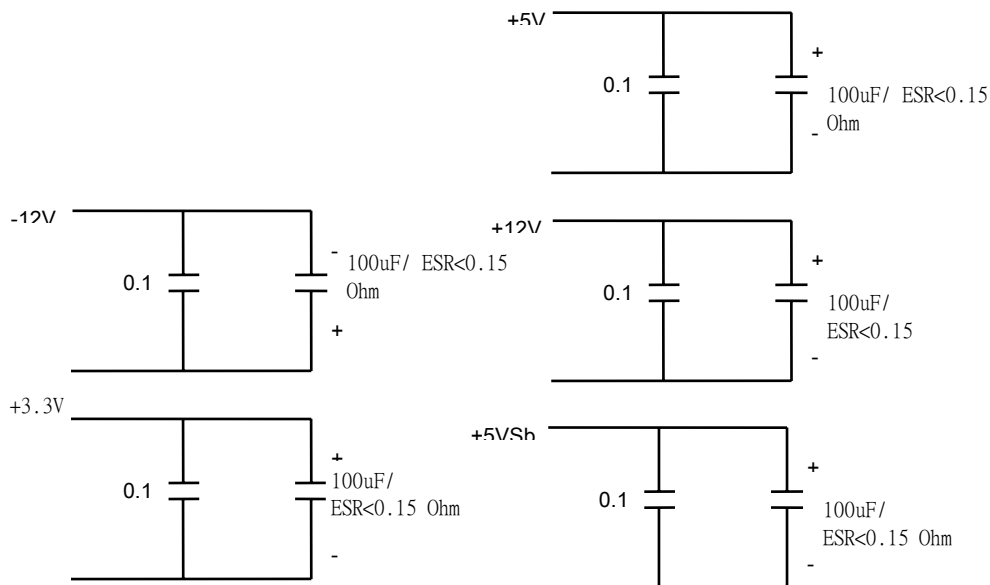 +5V
+
0.1
100uF/ ESR<0.15
Ohm
-
-12V
-
0.1
100uF/ ESR<0.15
Ohm
+
+12V
+
0.1
100uF/
ESR<0.15
-
+3.3V
+
0.1
100uF/
ESR<0.15 Ohm
-
+5VSb
+
0.1
100uF/
ESR<0.15 Ohm
-